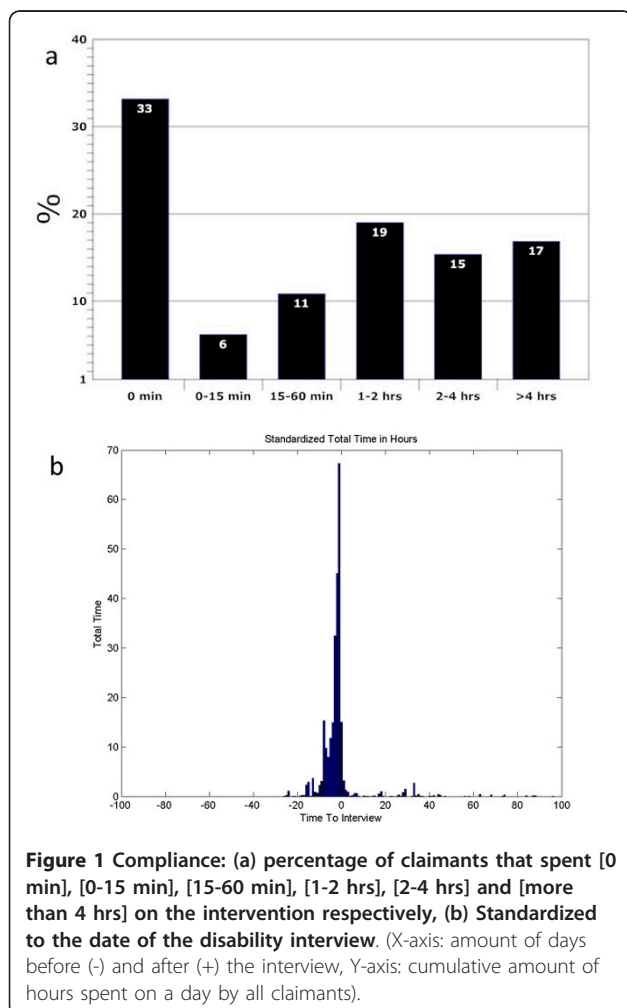 a
40
30
20
10
1
%
33
6
11
19
15
17
0 min 0-15 min 15-60 min 1-2 hrs 2-4 hrs >4 hrs
b
Standardized Total Time in Hours
70
60
50
40
30
20
10
0
Total Time
-100 -80 -60 -40 -20 0 20 40 60 80 100
Time To Interview
Figure 1 Compliance: (a) percentage of claimants that spent [0
min], [0-15 min], [15-60 min], [1-2 hrs], [2-4 hrs] and [more
than 4 hrs] on the intervention respectively, (b) Standardized
to the date of the disability interview. (X-axis: amount of days
before (-) and after (+) the interview, Y-axis: cumulative amount of
hours spent on a day by all claimants).